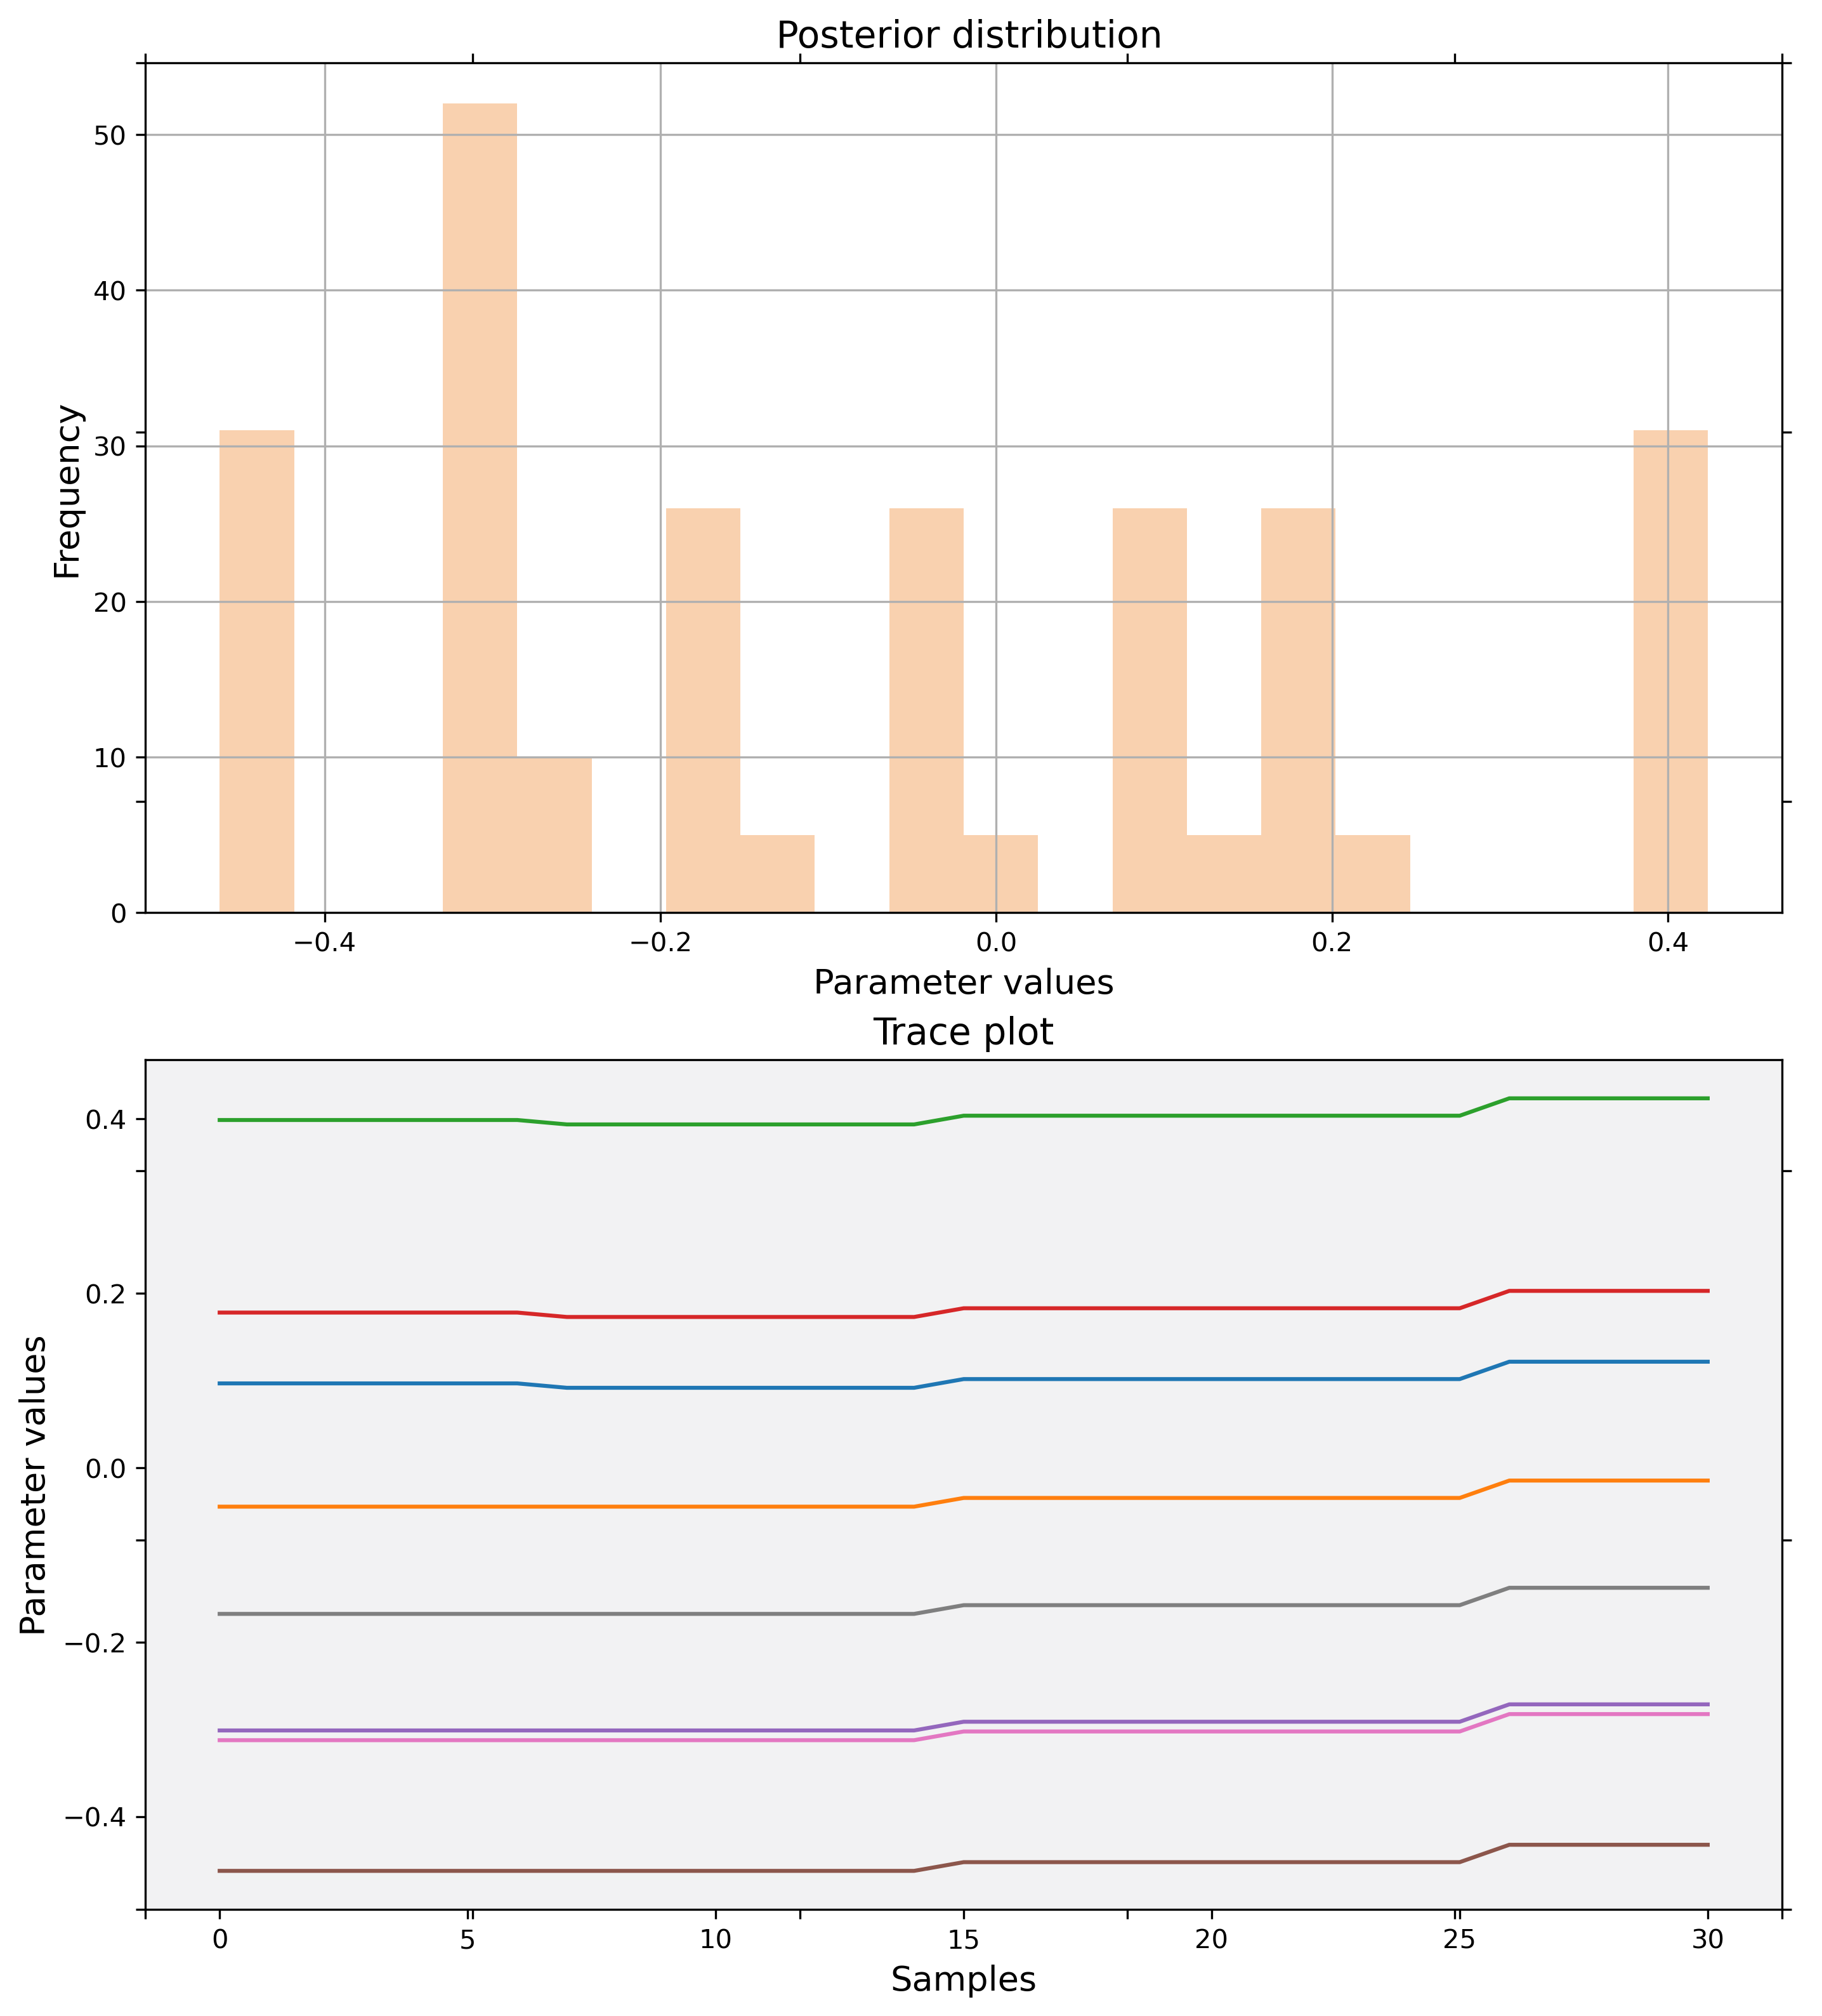 Posterior distribution
50
40
30
20
10
0
Frequency
−0.4 −0.2 0.0 0.2 0.4
Parameter values
Trace plot
0.4
0.2
0.0
−0.2
−0.4
Parameter values
0 5 10 15 20 25 30
Samples